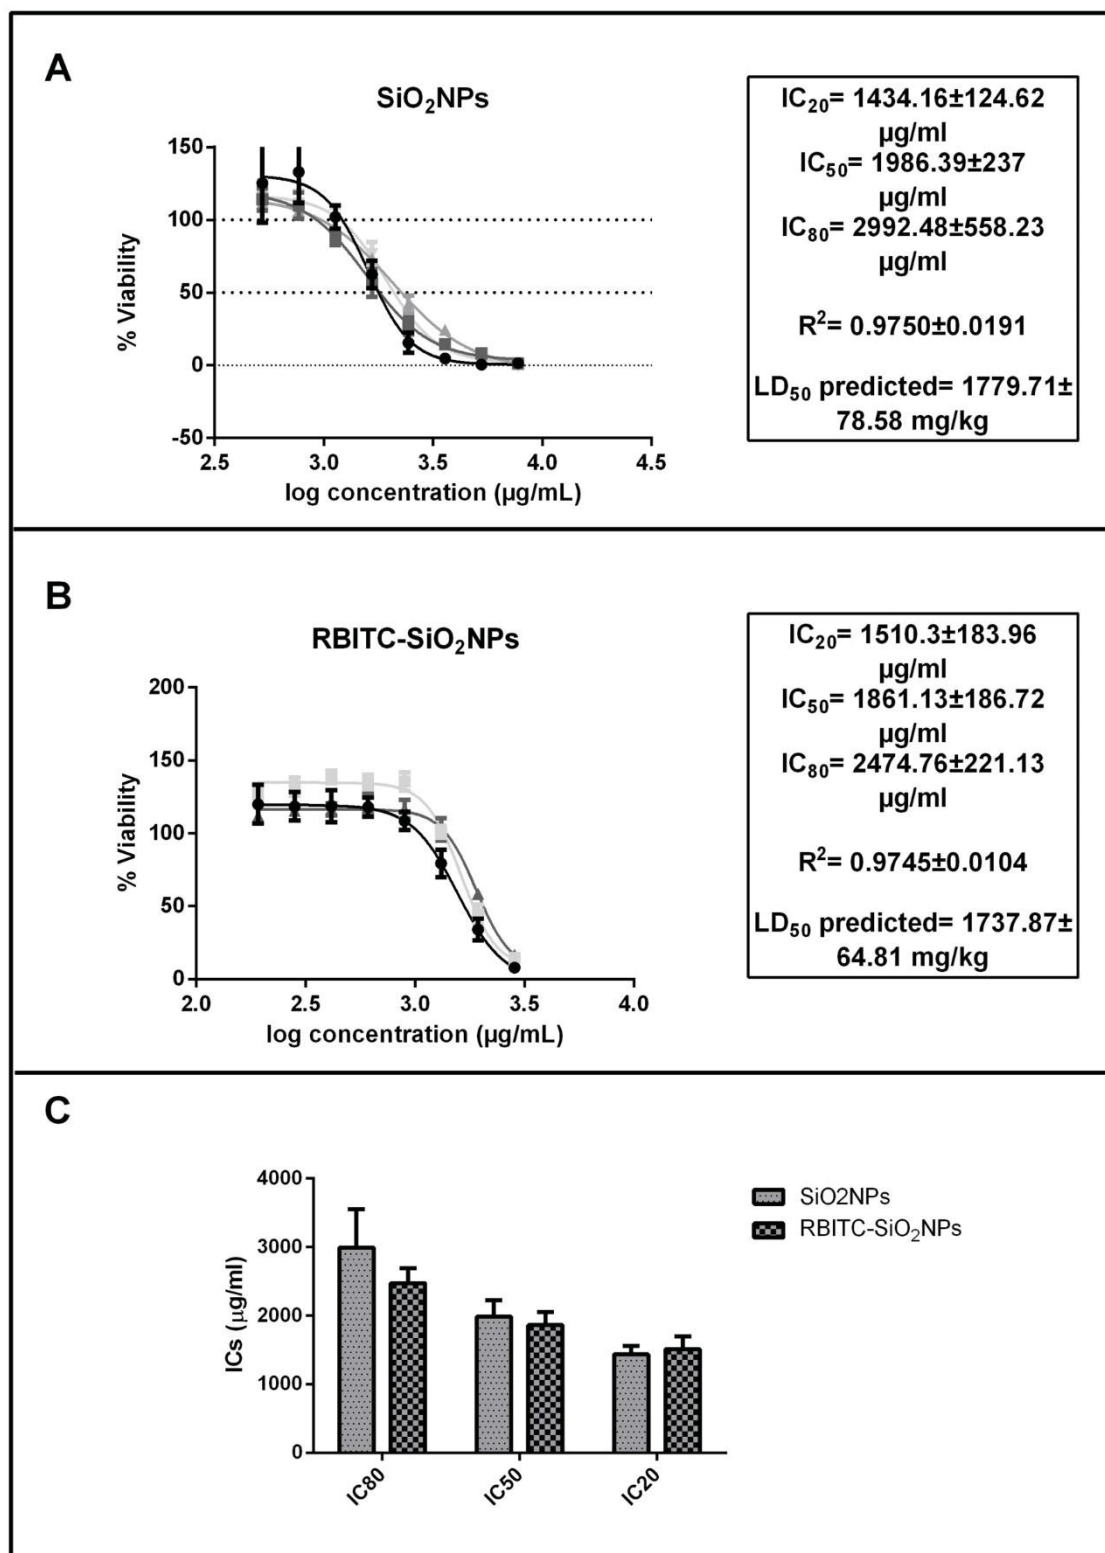 A
SiO₂NPs
150
100
50
0
-50
% Viability
2.5 3.0 3.5 4.0 4.5
log concentration (µg/mL)
IC₂₀= 1434.16±124.62
µg/ml
IC₅₀= 1986.39±237
µg/ml
IC₈₀= 2992.48±558.23
µg/ml
R²= 0.9750±0.0191
LD₅₀ predicted= 1779.71±
78.58 mg/kg
B
RBITC-SiO₂NPs
200
150
100
50
0
% Viability
2.0 2.5 3.0 3.5 4.0
log concentration (µg/mL)
IC₂₀= 1510.3±183.96
µg/ml
IC₅₀= 1861.13±186.72
µg/ml
IC₈₀= 2474.76±221.13
µg/ml
R²= 0.9745±0.0104
LD₅₀ predicted= 1737.87±
64.81 mg/kg
C
4000
3000
2000
1000
0
ICs (µg/ml)
IC80 IC50 IC20
SiO2NPs
RBITC-SiO₂NPs